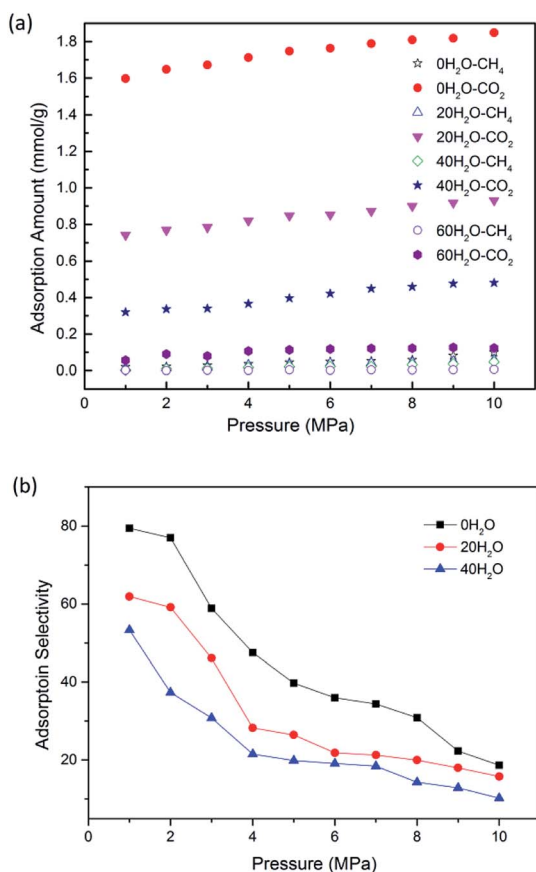 (a)
1.8
1.6
1.4
1.2
1.0
0.8
0.6
0.4
0.2
0.0
Adsorption Amount (mmol/g)
0H₂O-CH₄
0H₂O-CO₂
20H₂O-CH₄
20H₂O-CO₂
40H₂O-CH₄
40H₂O-CO₂
60H₂O-CH₄
60H₂O-CO₂
0 2 4 6 8 10
Pressure (MPa)
(b)
80
60
40
20
Adsorptoin Selectivity
0H₂O
20H₂O
40H₂O
0 2 4 6 8 10
Pressure (MPa)